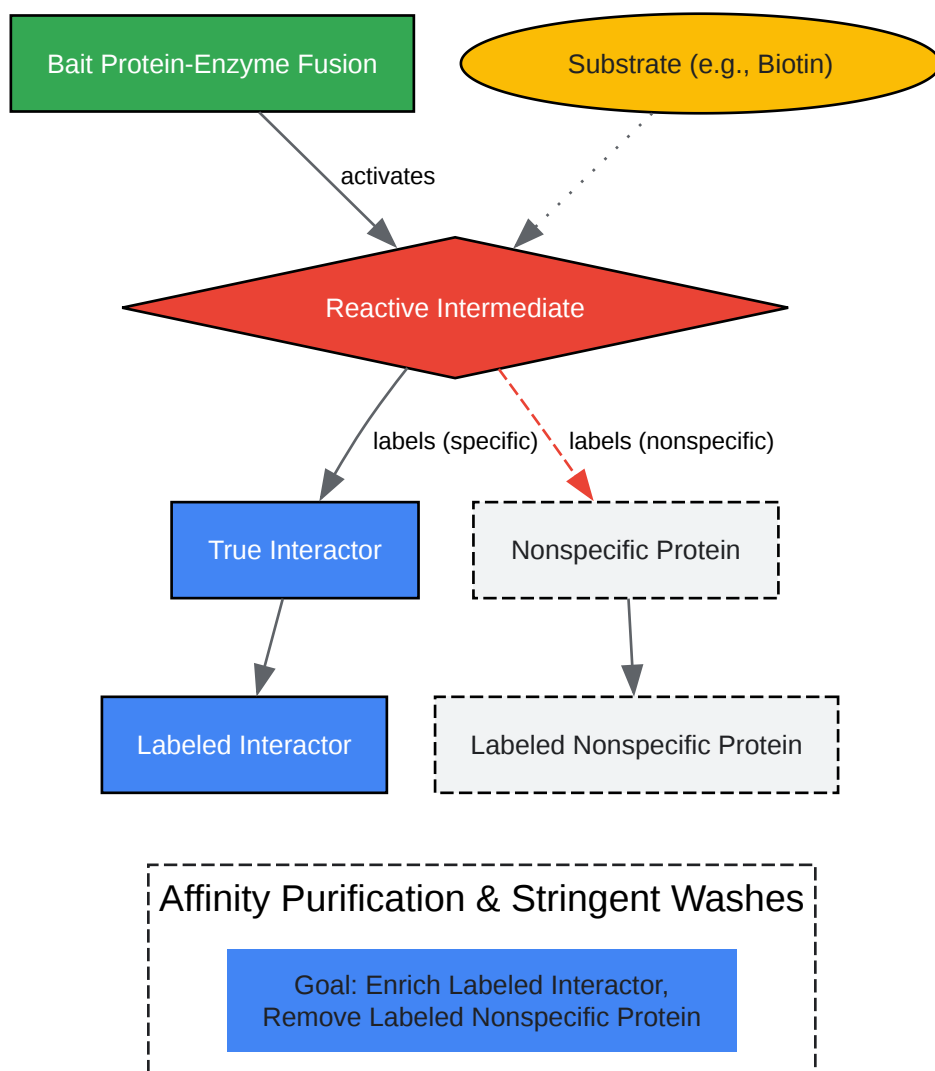 Bait Protein-Enzyme Fusion
Substrate (e.g., Biotin)
activates
Reactive Intermediate
labels (specific)
labels (nonspecific)
True Interactor
Nonspecific Protein
Labeled Interactor
Labeled Nonspecific Protein
Affinity Purification & Stringent Washes
Goal: Enrich Labeled Interactor,
Remove Labeled Nonspecific Protein